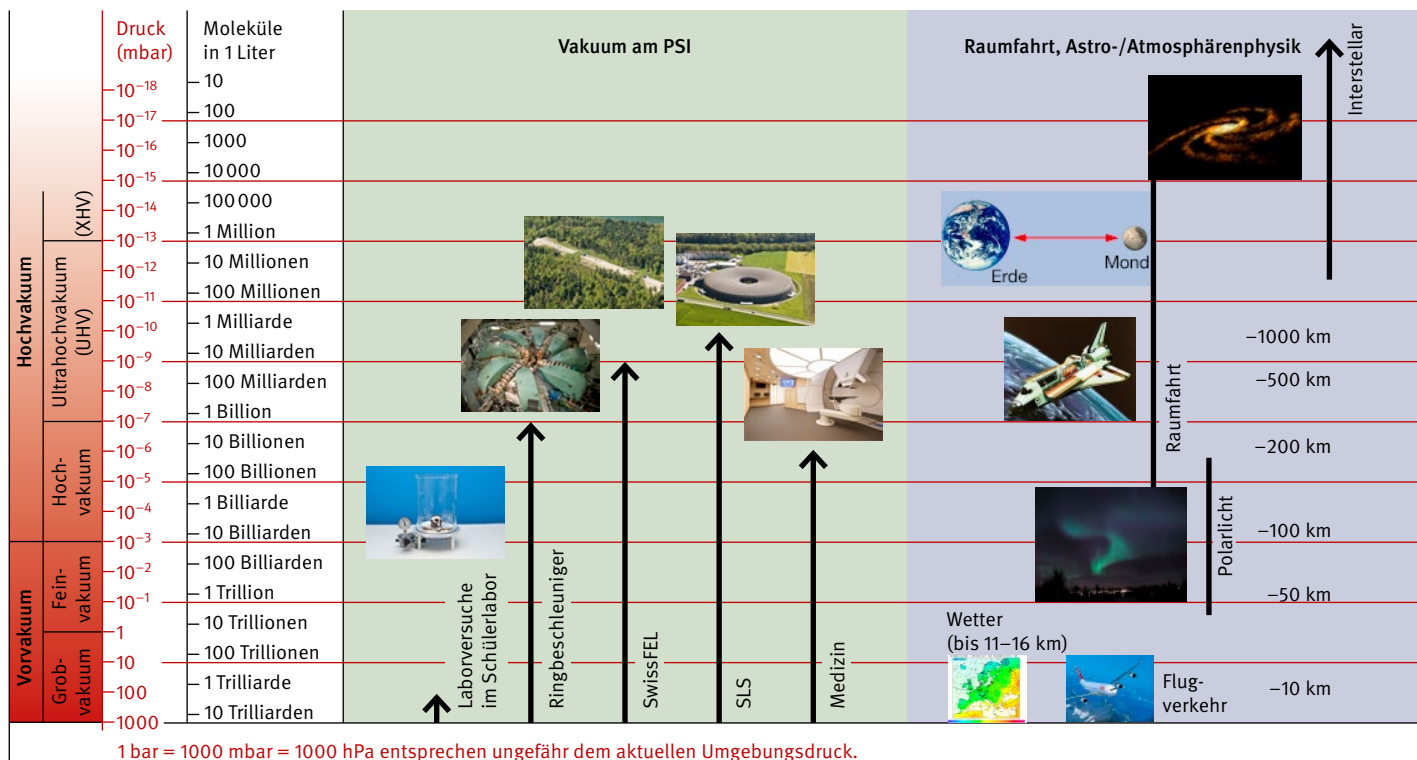 Druck
(mbar)
Moleküle
in 1 Liter
Vakuum am PSI
Raumfahrt, Astro-/Atmosphärenphysik
Hochvakuum
Vorvakuum
(XHV)
Ultrahochvakuum
(UHV)
Hoch-
vakuum
Fein-
vakuum
Grob-
vakuum
10⁻¹⁸
10⁻¹⁷
10⁻¹⁶
10⁻¹⁵
10⁻¹⁴
10⁻¹³
10⁻¹²
10⁻¹¹
10⁻¹⁰
10⁻⁹
10⁻⁸
10⁻⁷
10⁻⁶
10⁻⁵
10⁻⁴
10⁻³
10⁻²
10⁻¹
1
10
100
1000
10
100
1000
10 000
100 000
1 Million
10 Millionen
100 Millionen
1 Milliarde
10 Milliarden
100 Milliarden
1 Billion
10 Billionen
100 Billionen
1 Billiarde
10 Billiarden
100 Billiarden
1 Trillion
10 Trillionen
100 Trillionen
1 Trilliarde
10 Trilliarden
Laborversuche
im Schülerlabor
Ringbeschleuniger
SwissFEL
SLS
Medizin
Erde
Mond
Interstellar
Raumfahrt
Polarlicht
–1000 km
–500 km
–200 km
–100 km
–50 km
–10 km
Wetter
(bis 11–16 km)
Flug-
verkehr
1 bar = 1000 mbar = 1000 hPa entsprechen ungefähr dem aktuellen Umgebungsdruck.